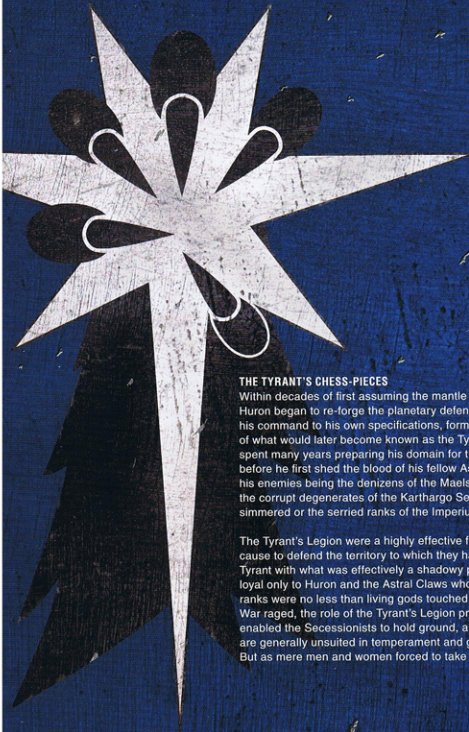 THE TYRANT'S CHESS-PIECES
Within decades of first assuming the mantle
Huron began to re-forge the planetary defen
his command to his own specifications, form
of what would later become known as the Ty
spent many years preparing his domain for t
before he first shed the blood of his fellow As
his enemies being the denizens of the Maels
the corrupt degenerates of the Karthargo Se
simmered or the serried ranks of the Imperiu
The Tyrant's Legion were a highly effective f
cause to defend the territory to which they ha
Tyrant with what was effectively a shadowy p
loyal only to Huron and the Astral Claws who
ranks were no less than living gods touched
War raged, the role of the Tyrant's Legion pr
enabled the Secessionists to hold ground, a
are generally unsuited in temperament and g
But as mere men and women forced to take